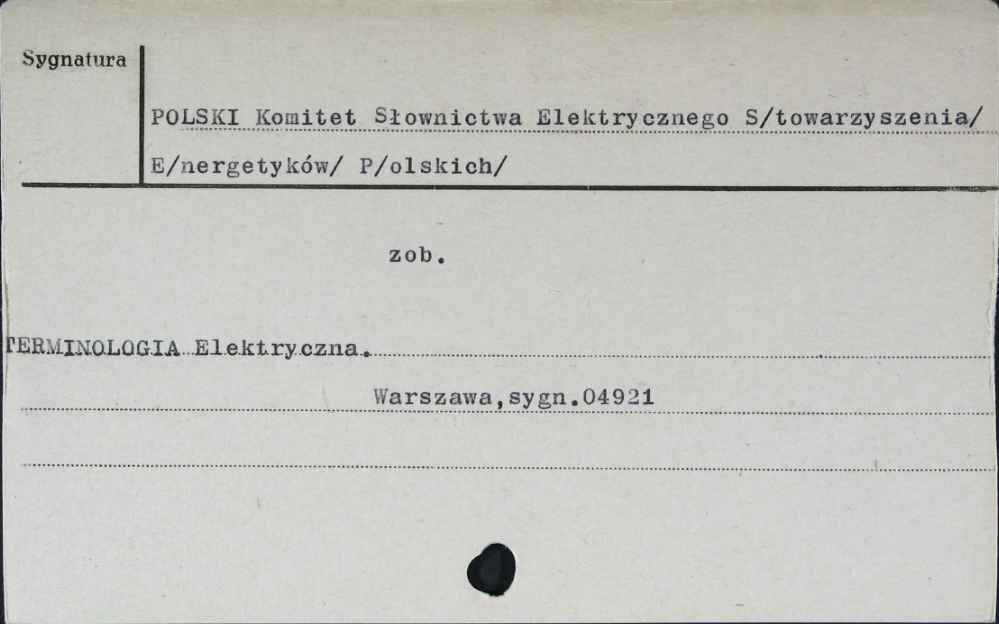 Sygnatura
POLSKI Komitet Słownictwa Elektrycznego S/towarzyszenia/
E/nergetyków/ P/olskich/
zob.
TERMINOLOGIA Elektryczna.
Warszawa,sygn.04921